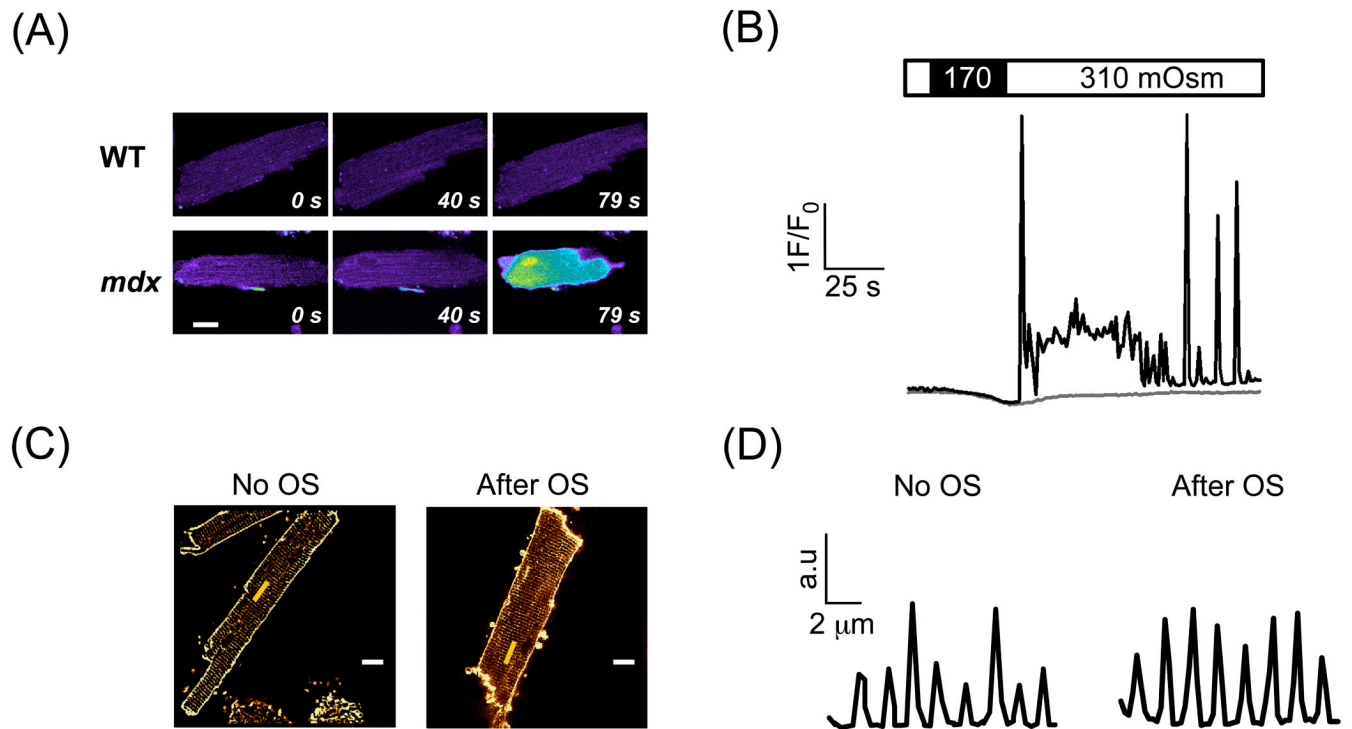 (A)
WT
0 s
40 s
79 s
mdx
0 s
40 s
79 s
(B)
170
310 mOsm
1F/F0
25 s
(C)
No OS
After OS
(D)
No OS
After OS
a.u
2 μm